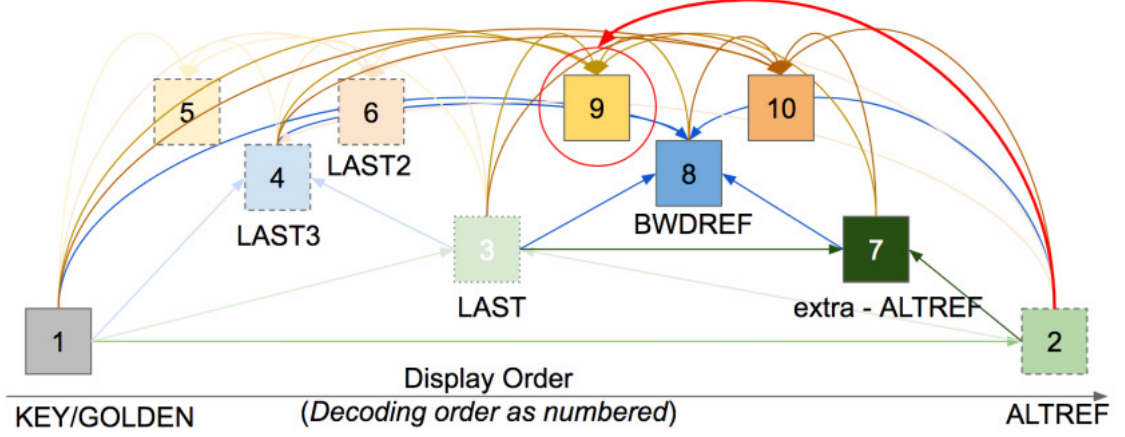 5
6
9
10
4
LAST2
8
LAST3
BWDREF
3
7
LAST
extra - ALTREF
1
2
Display Order
(Decoding order as numbered)
KEY/GOLDEN
ALTREF